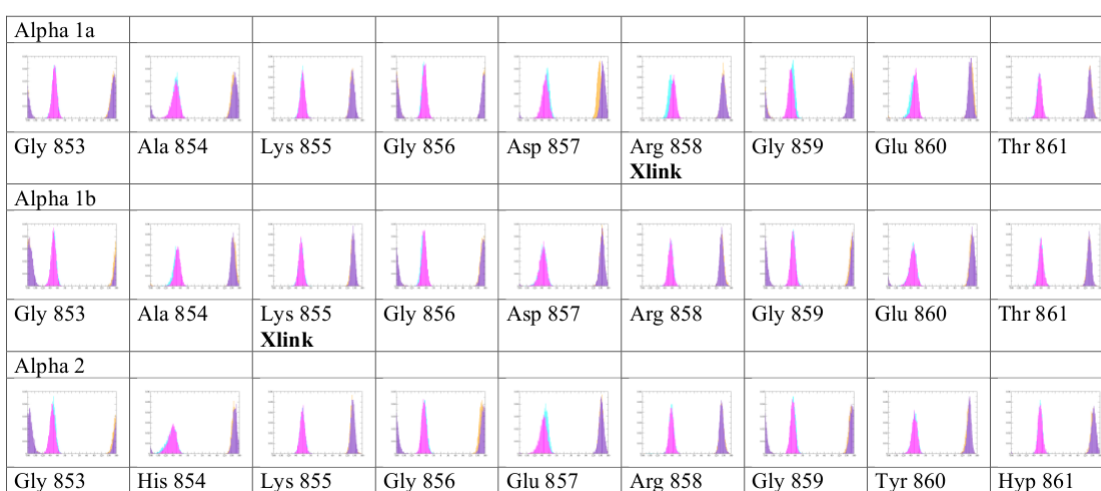 Alpha 1a
Gly 853 Ala 854 Lys 855 Gly 856 Asp 857 Arg 858 Gly 859 Glu 860 Thr 861
Xlink
Alpha 1b
Gly 853 Ala 854 Lys 855 Gly 856 Asp 857 Arg 858 Gly 859 Glu 860 Thr 861
Xlink
Alpha 2
Gly 853 His 854 Lys 855 Gly 856 Glu 857 Arg 858 Gly 859 Tyr 860 Hyp 861